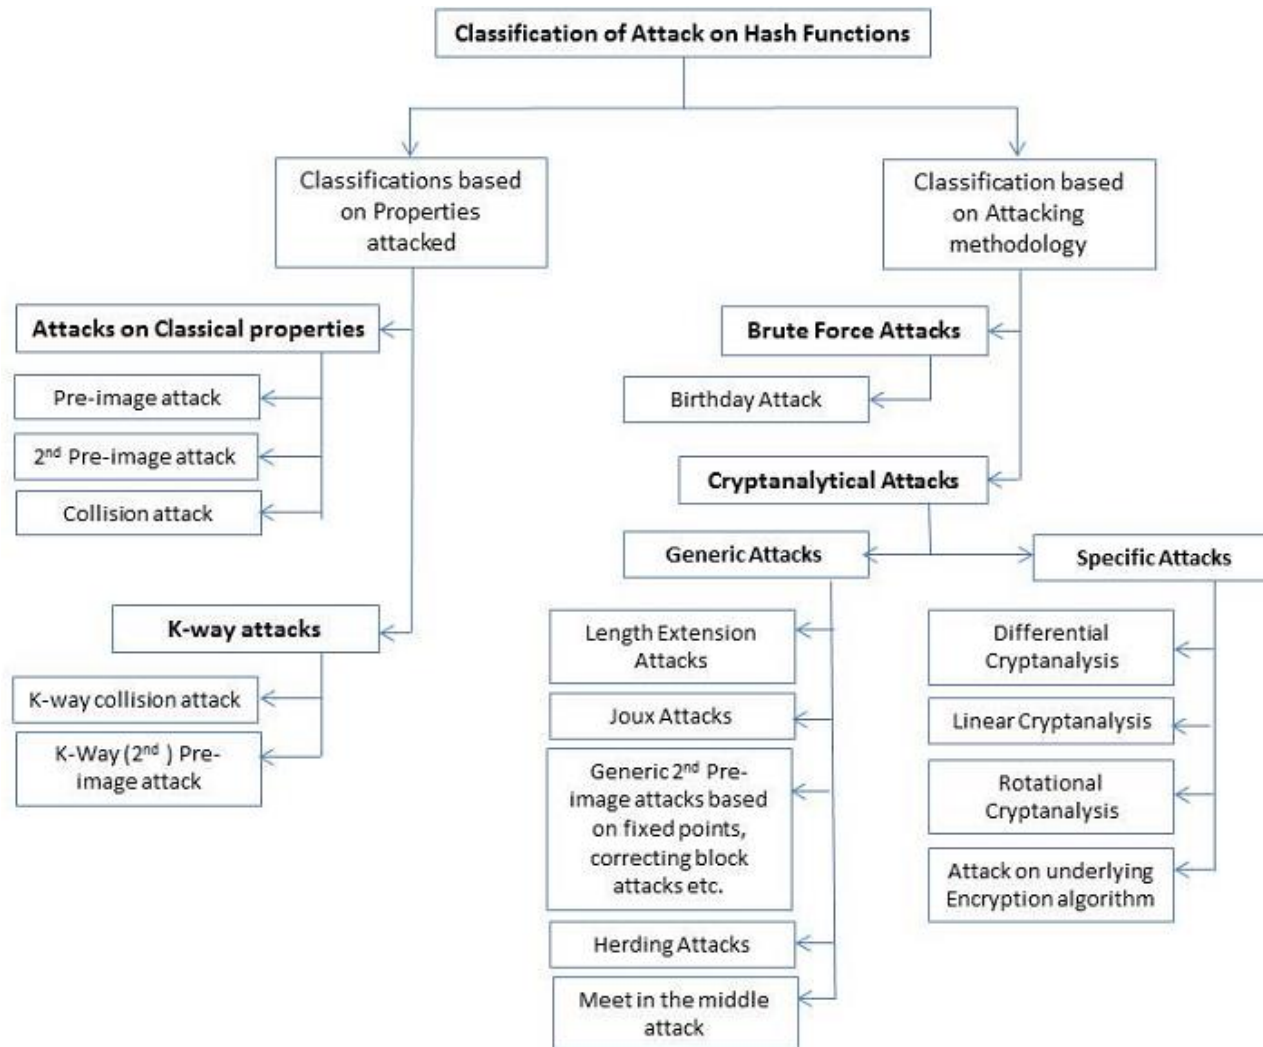 Classification of Attack on Hash Functions
Classifications based
on Properties
attacked
Classification based
on Attacking
methodology
Attacks on Classical properties
Pre-image attack
2nd Pre-image attack
Collision attack
K-way attacks
K-way collision attack
K-Way (2nd ) Pre-
image attack
Brute Force Attacks
Birthday Attack
Cryptanalytical Attacks
Generic Attacks
Length Extension
Attacks
Joux Attacks
Generic 2nd Pre-
image attacks based
on fixed points,
correcting block
attacks etc.
Herding Attacks
Meet in the middle
attack
Specific Attacks
Differential
Cryptanalysis
Linear Cryptanalysis
Rotational
Cryptanalysis
Attack on underlying
Encryption algorithm